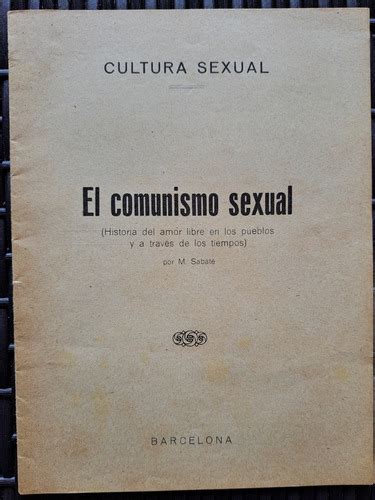 CULTURA SEXUAL
El comunismo sexual
(Historia del amor libre en los pueblos
y a través de los tiempos)
por M. Sabaté
BARCELONA